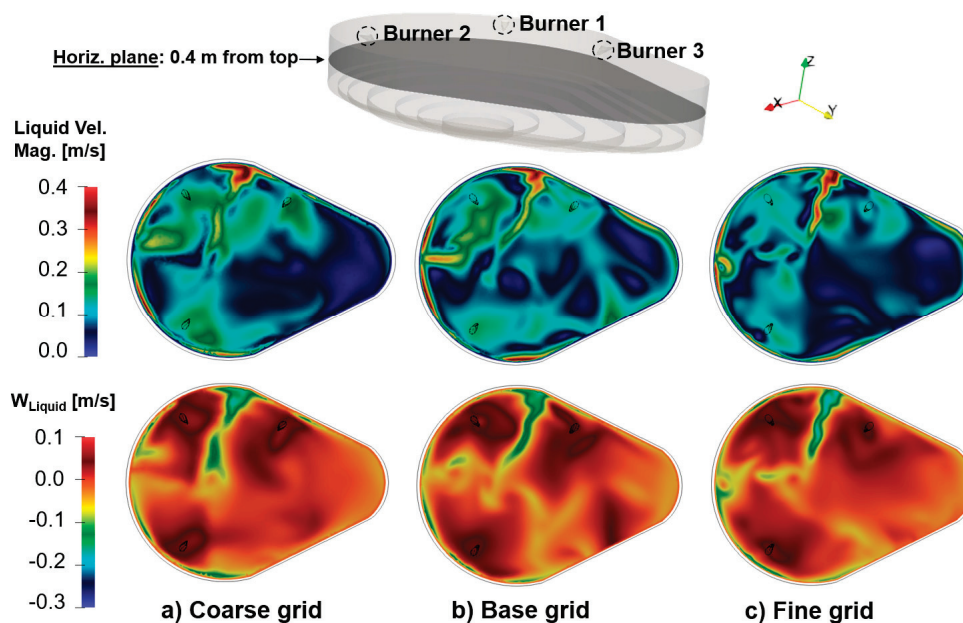 Burner 1
Burner 2
Burner 3
Horiz. plane: 0.4 m from top
Z
X
Y
Liquid Vel.
Mag. [m/s]
0.4
0.3
0.2
0.1
0.0
W_Liquid [m/s]
0.1
0.0
-0.1
-0.2
-0.3
a) Coarse grid
b) Base grid
c) Fine grid